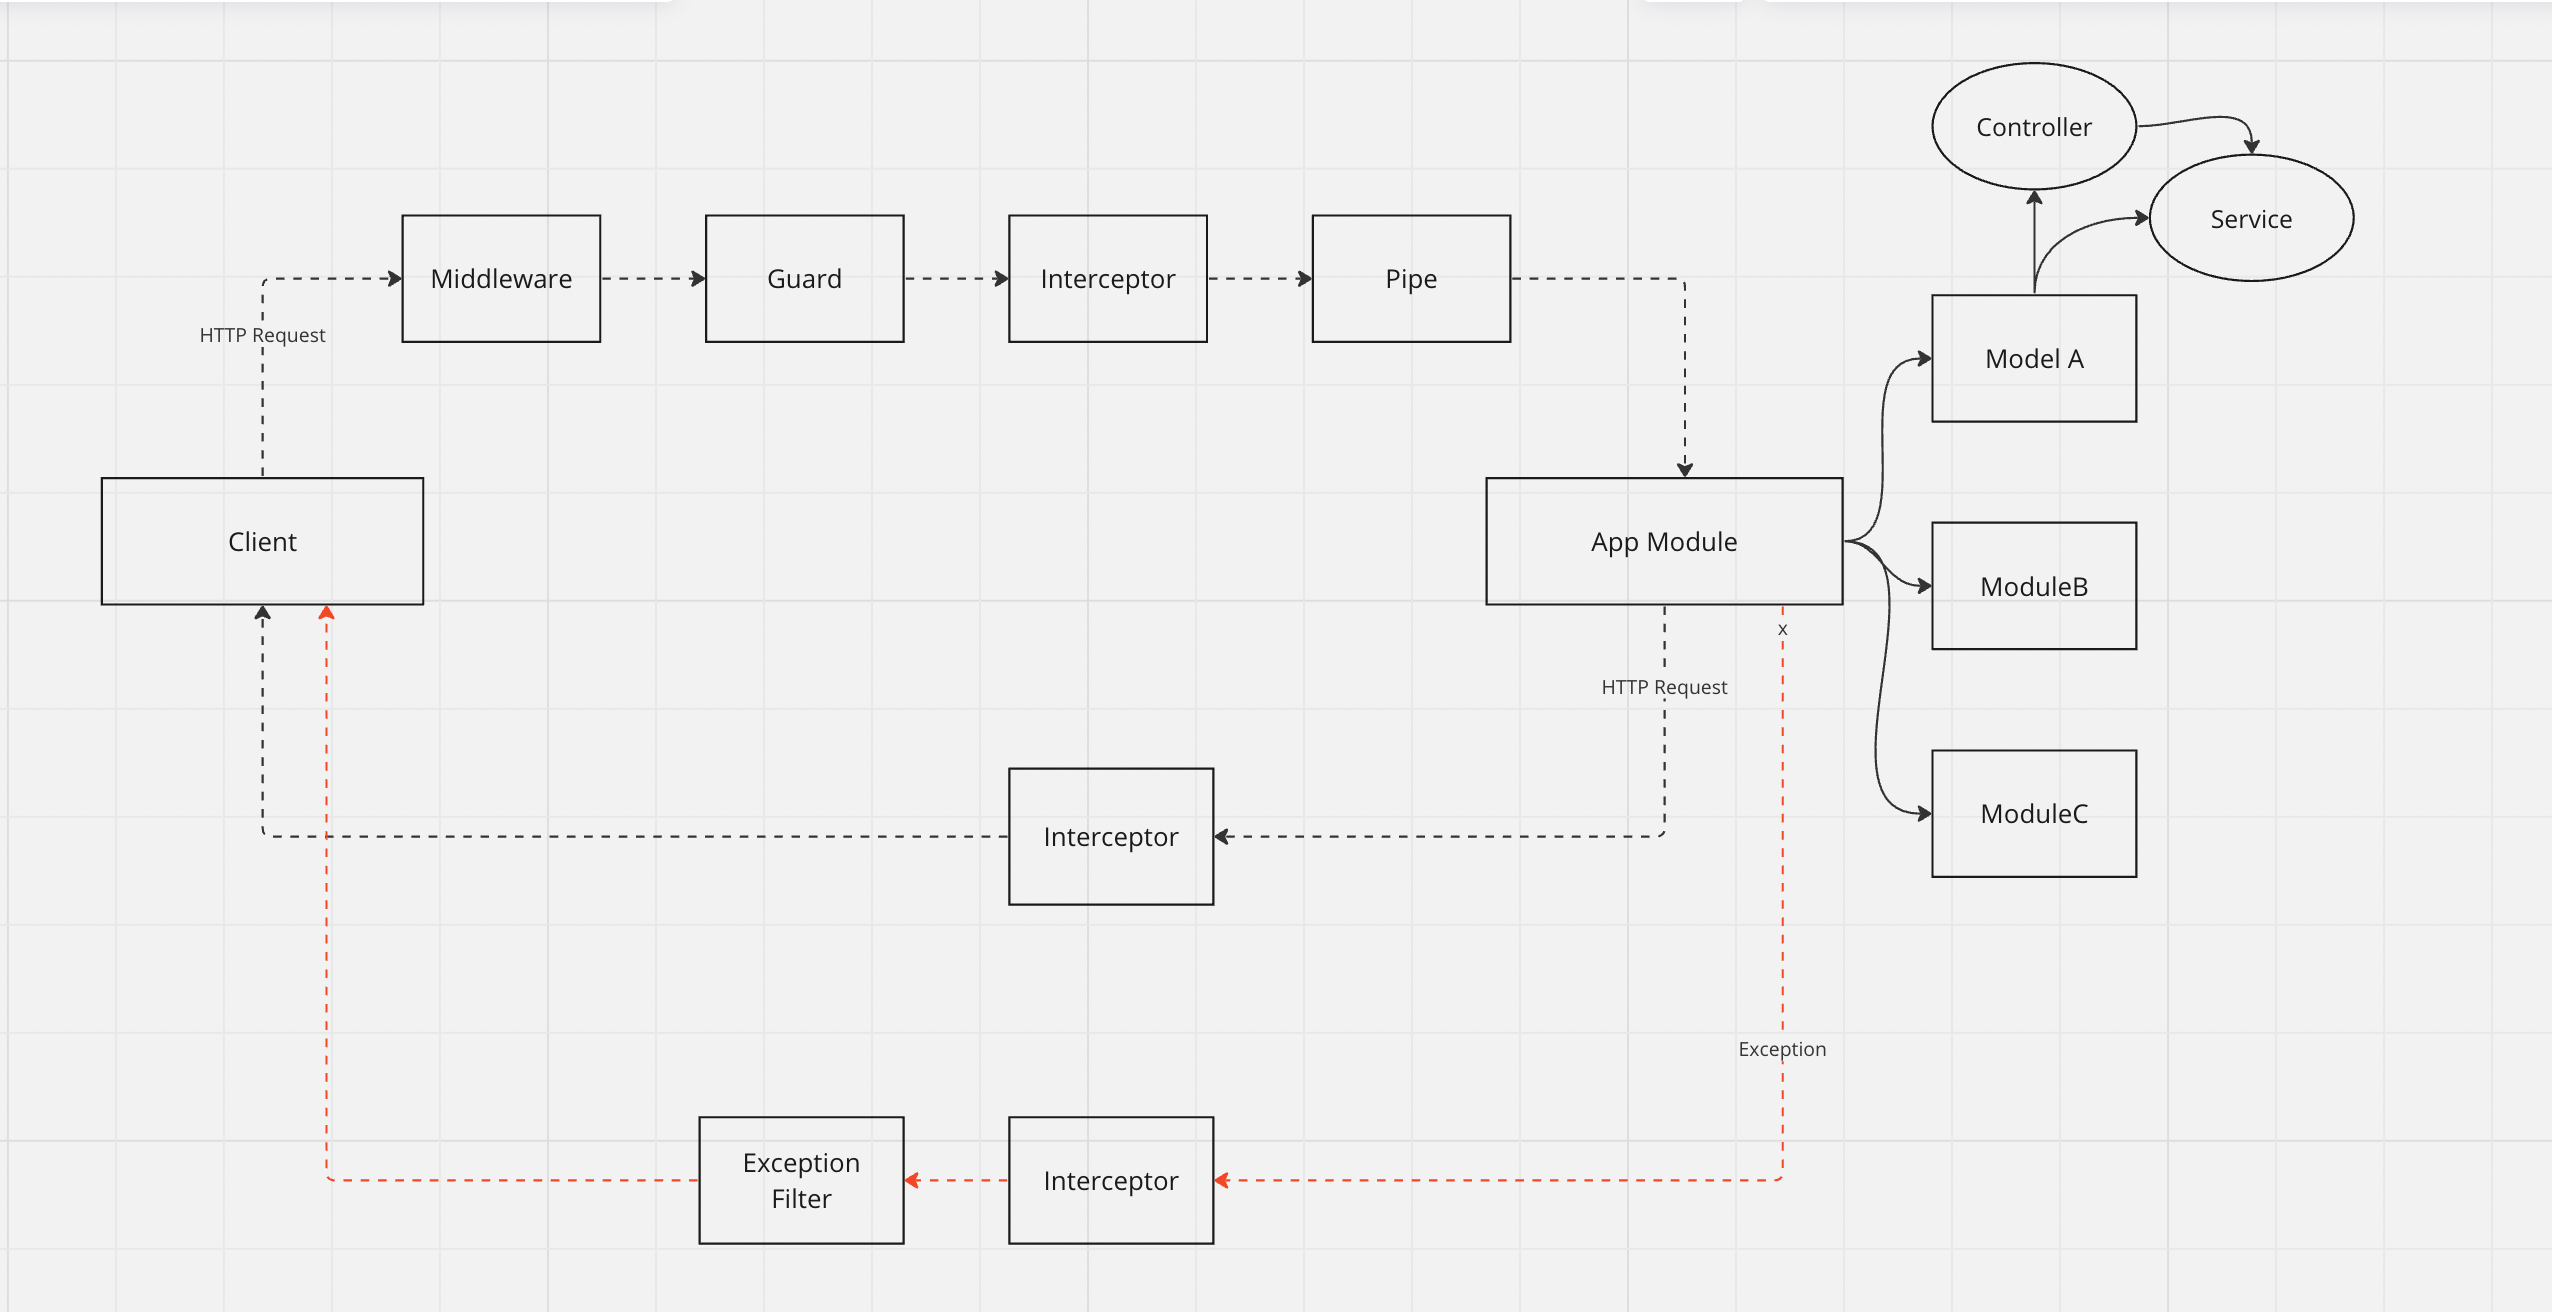 Controller
Service
Middleware
Guard
Interceptor
Pipe
HTTP Request
Model A
Client
App Module
ModuleB
x
HTTP Request
ModuleC
Interceptor
Exception
Exception
Filter
Interceptor